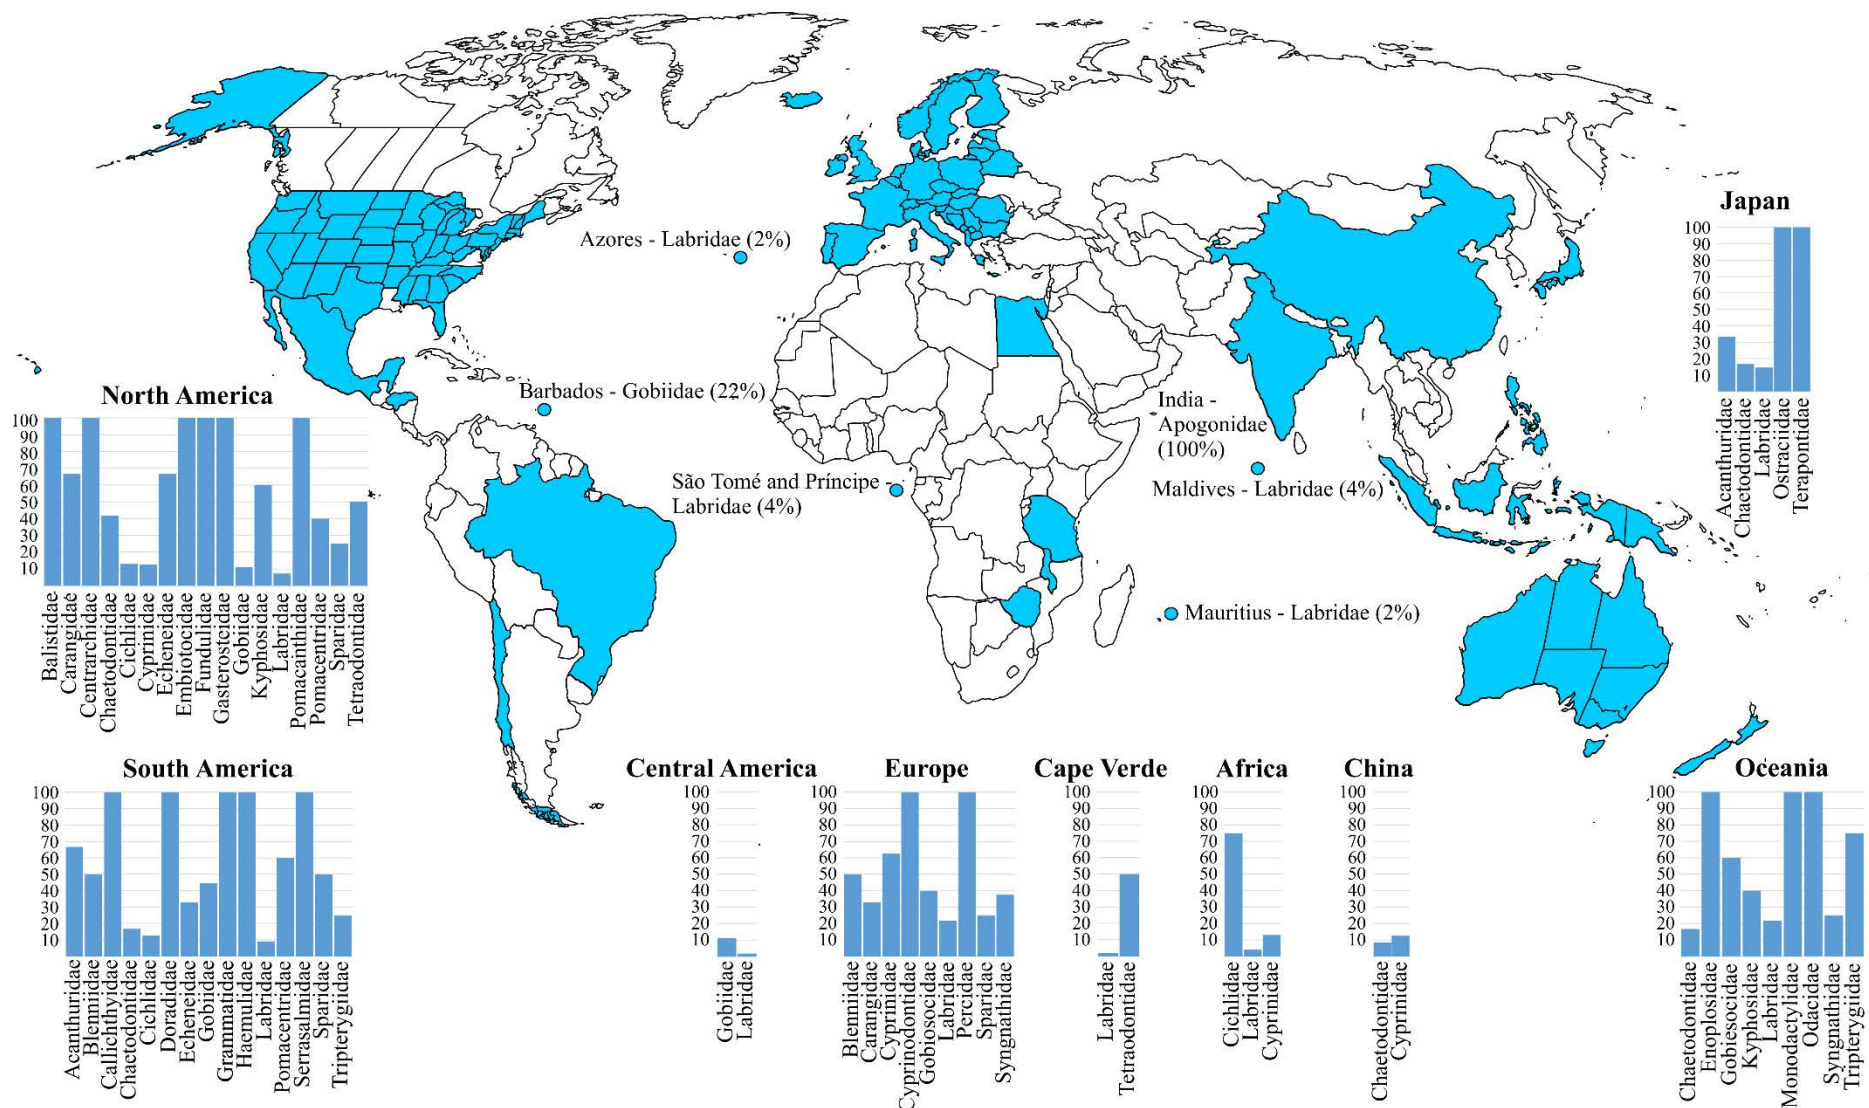 Azores - Labridae (2%)
Barbados - Gobiidae (22%)
São Tomé and Príncipe -
Labridae (4%)
India -
Apogonidae
(100%)
Maldives - Labridae (4%)
Mauritius - Labridae (2%)
Japan
100
90
80
70
60
50
40
30
20
10
Acanthuridae
Chaetodontidae
Labridae
Ostraciidae
Terapontidae
North America
100
90
80
70
60
50
40
30
20
10
Balistidae
Carangidae
Centrarchidae
Chaetodontidae
Cichlidae
Cyprinidae
Echeneidae
Embiotocidae
Fundulidae
Gasterosteidae
Gobiidae
Kyphosidae
Labridae
Pomacanthidae
Pomacentridae
Sparidae
Tetraodontidae
South America
100
90
80
70
60
50
40
30
20
10
Acanthuridae
Blenniidae
Callichthyidae
Chaetodontidae
Cichlidae
Doradidae
Echeneidae
Gobiidae
Grammatidae
Haemulidae
Labridae
Pomacentridae
Serrasalmidae
Sparidae
Tripterygiidae
Central America
100
90
80
70
60
50
40
30
20
10
Gobiidae
Labridae
Europe
100
90
80
70
60
50
40
30
20
10
Blenniidae
Carangidae
Cyprinidae
Cyprinodontidae
Gobiosocidae
Labridae
Percidae
Sparidae
Syngnathidae
Cape Verde
100
90
80
70
60
50
40
30
20
10
Labridae
Tetraodontidae
Africa
100
90
80
70
60
50
40
30
20
10
Cichlidae
Labridae
Cyprinidae
China
100
90
80
70
60
50
40
30
20
10
Chaetodontidae
Cyprinidae
Oceania
100
90
80
70
60
50
40
30
20
10
Chaetodontidae
Enoplosidae
Gobiesocidae
Kyphosidae
Labridae
Monodactylidae
Odacidae
Syngnathidae
Tripterygiidae